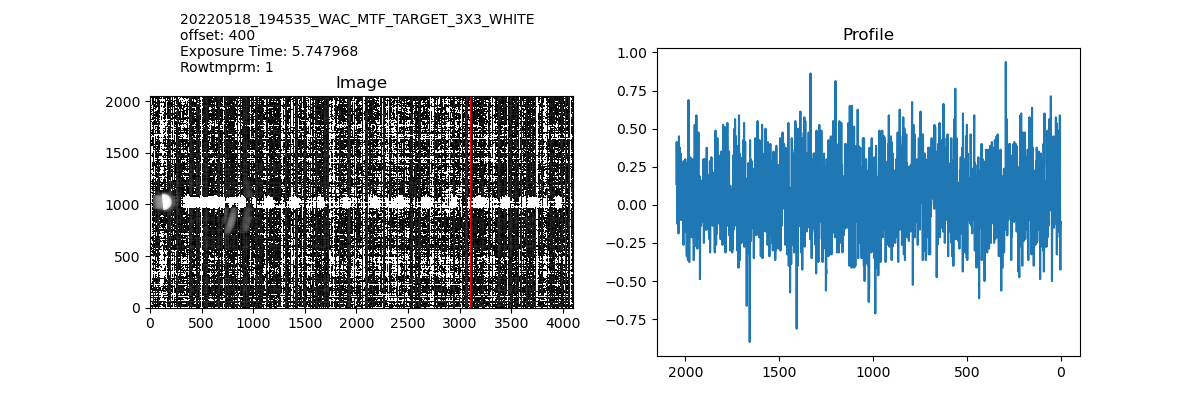 20220518_194535_WAC_MTF_TARGET_3X3_WHITE
offset: 400
Exposure Time: 5.747968
Rowtmprm: 1
Image
2000
1500
1000
500
0
0 500 1000 1500 2000 2500 3000 3500 4000
Profile
1.00
0.75
0.50
0.25
0.00
−0.25
−0.50
−0.75
2000 1500 1000 500 0